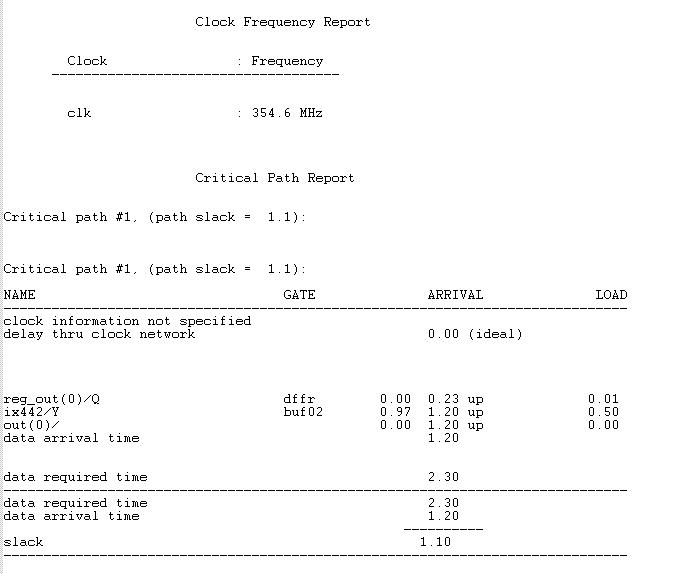 Clock Frequency Report
Clock : Frequency
clk : 354.6 MHz
Critical Path Report
Critical path #1, (path slack = 1.1):
Critical path #1, (path slack = 1.1):
NAME GATE ARRIVAL LOAD
clock information not specified
delay thru clock network 0.00 (ideal)
reg_out(0)/Q dffr 0.00 0.23 up 0.01
ix442/Y buf02 0.97 1.20 up 0.50
out(0)/ 0.00 1.20 up 0.00
data arrival time 1.20
data required time 2.30
data required time 2.30
data arrival time 1.20
slack 1.10